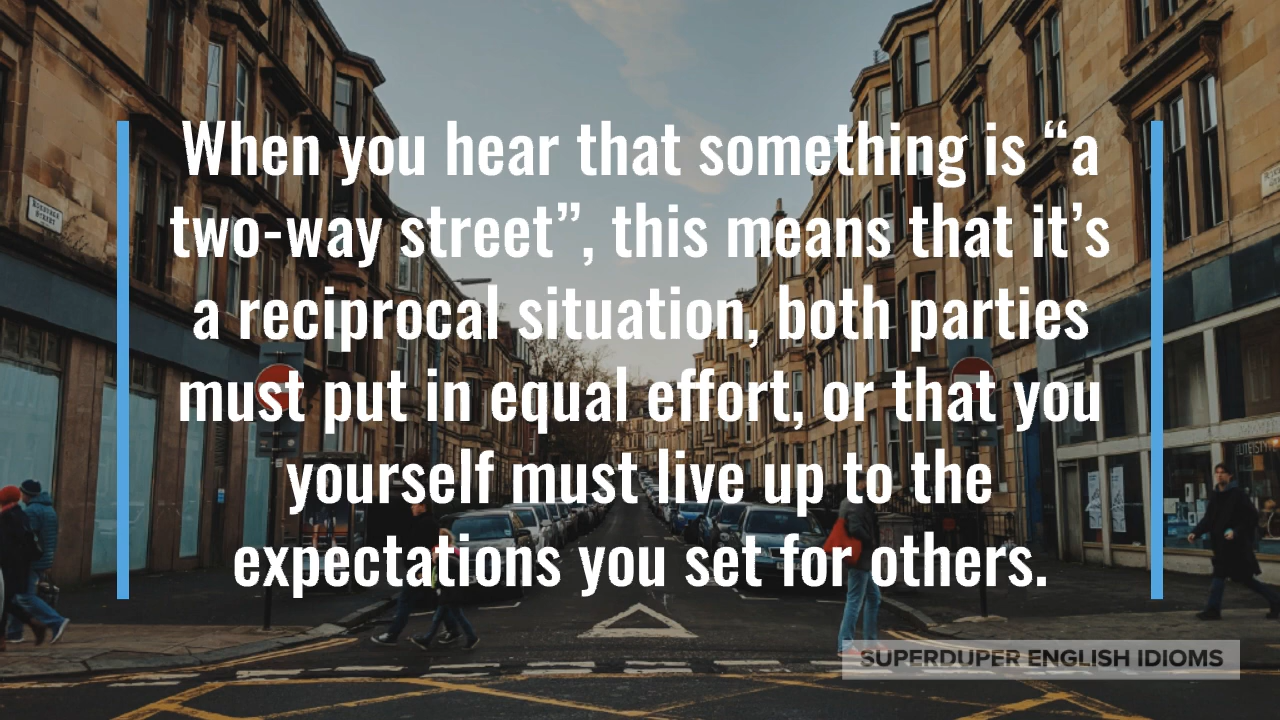 When you hear that something is “a
two-way street”, this means that it’s
a reciprocal situation, both parties
must put in equal effort, or that you
yourself must live up to the
expectations you set for others.
SUPERDUPER ENGLISH IDIOMS